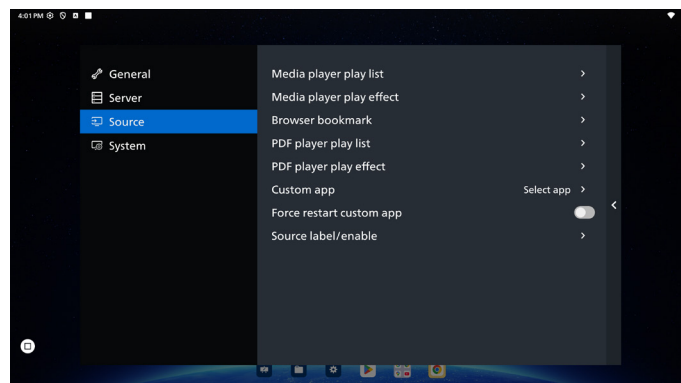 4:01 PM
General
Server
Source
System
Media player play list
Media player play effect
Browser bookmark
PDF player play list
PDF player play effect
Custom app Select app
Force restart custom app
Source label/enable